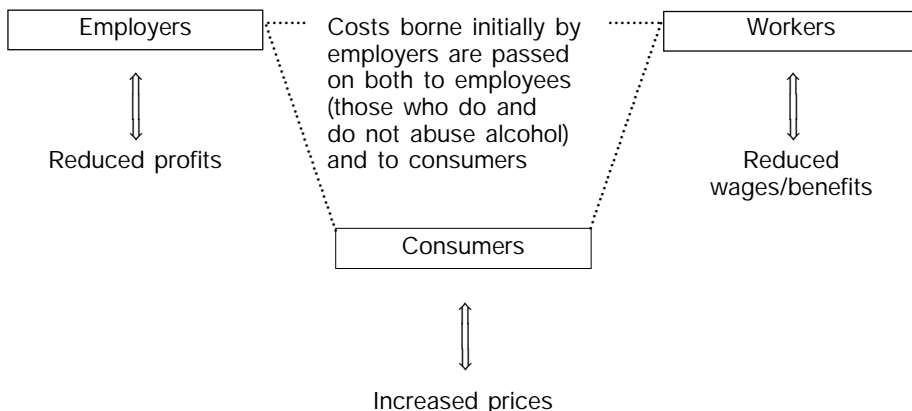 Employers
Costs borne initially by
employers are passed
on both to employees
(those who do and
do not abuse alcohol)
and to consumers
Workers
Reduced profits
Reduced
wages/benefits
Consumers
Increased prices